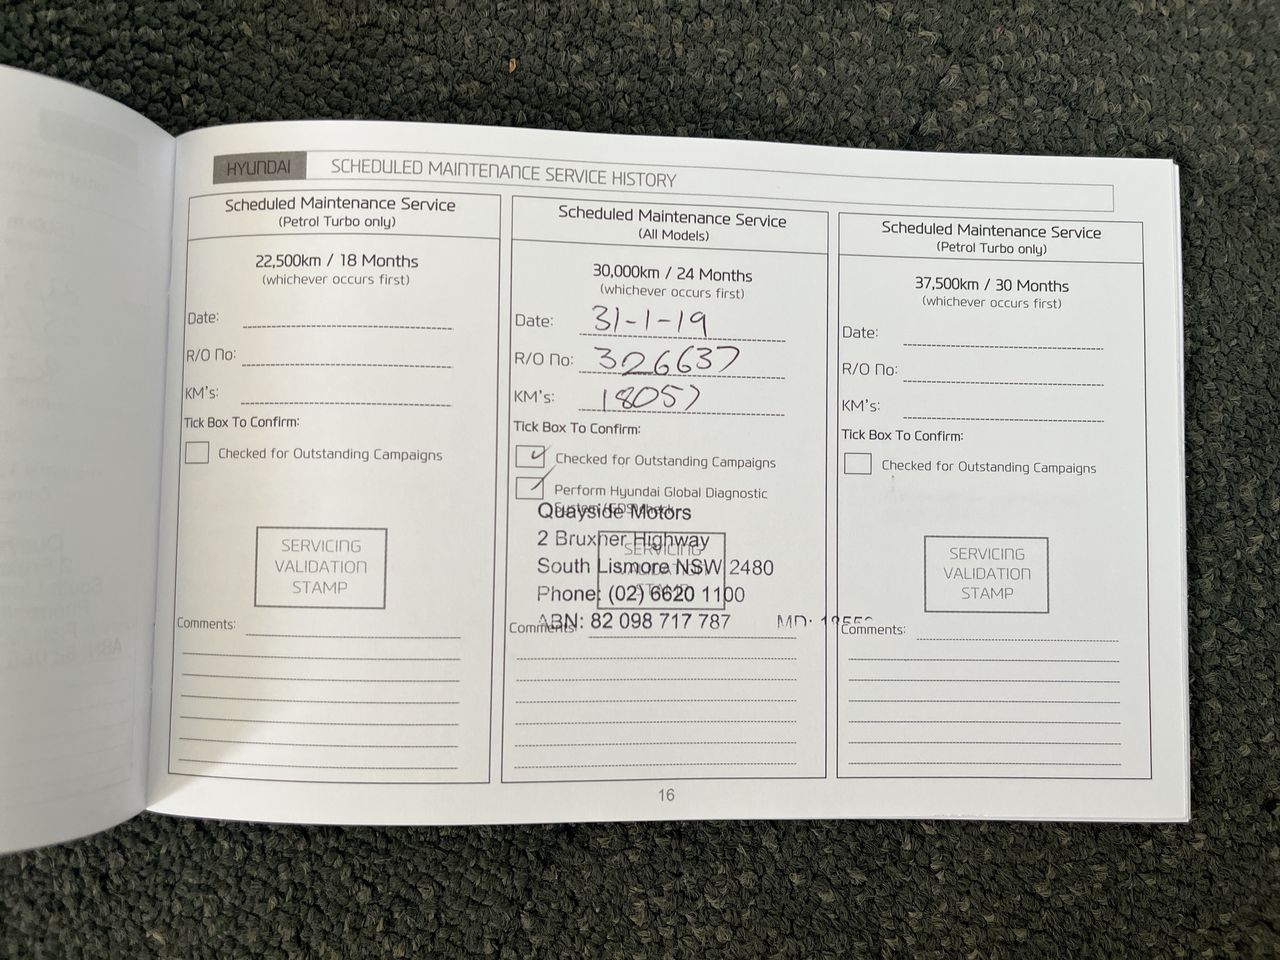 HYUNDAI SCHEDULED MAINTENANCE SERVICE HISTORY
Scheduled Maintenance Service
(Petrol Turbo only)
22,500km / 18 Months
(whichever occurs first)
Date:
R/O No:
KM's:
Tick Box To Confirm:
Checked for Outstanding Campaigns
SERVICING
VALIDATION
STAMP
Comments:
Scheduled Maintenance Service
(All Models)
30,000km / 24 Months
(whichever occurs first)
Date: 31-1-19
R/O No: 326637
KM's: 18057
Tick Box To Confirm:
Checked for Outstanding Campaigns
Perform Hyundai Global Diagnostic
System
Quayside Motors
2 Bruxner Highway
SERVICING
South Lismore NSW 2480
Phone: (02) 6620 1100
STAMP
ABN: 82 098 717 787 MD:
Comments:
Scheduled Maintenance Service
(Petrol Turbo only)
37,500km / 30 Months
(whichever occurs first)
Date:
R/O No:
KM's:
Tick Box To Confirm:
Checked for Outstanding Campaigns
SERVICING
VALIDATION
STAMP
Comments:
16